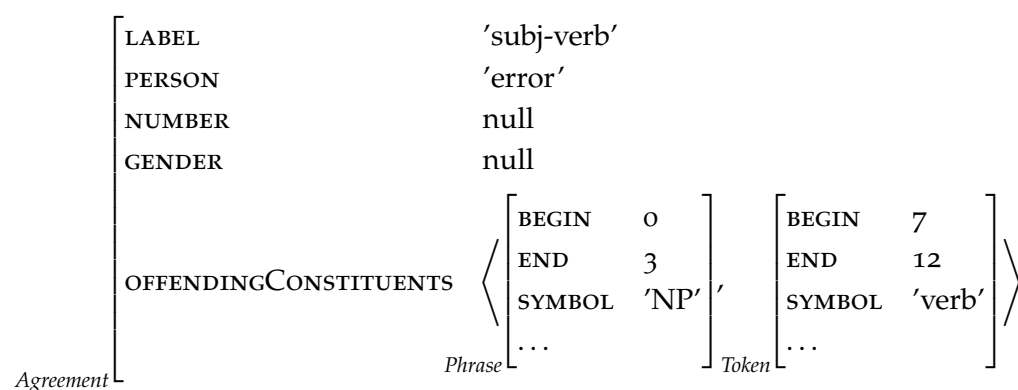 LABEL 'subj-verb'
PERSON 'error'
NUMBER null
GENDER null
OFFENDINGCONSTITUENTS ⟨ [BEGIN 0 END 3 SYMBOL 'NP' ...] , [BEGIN 7 END 12 SYMBOL 'verb' ...] ⟩
Phrase Token
Agreement